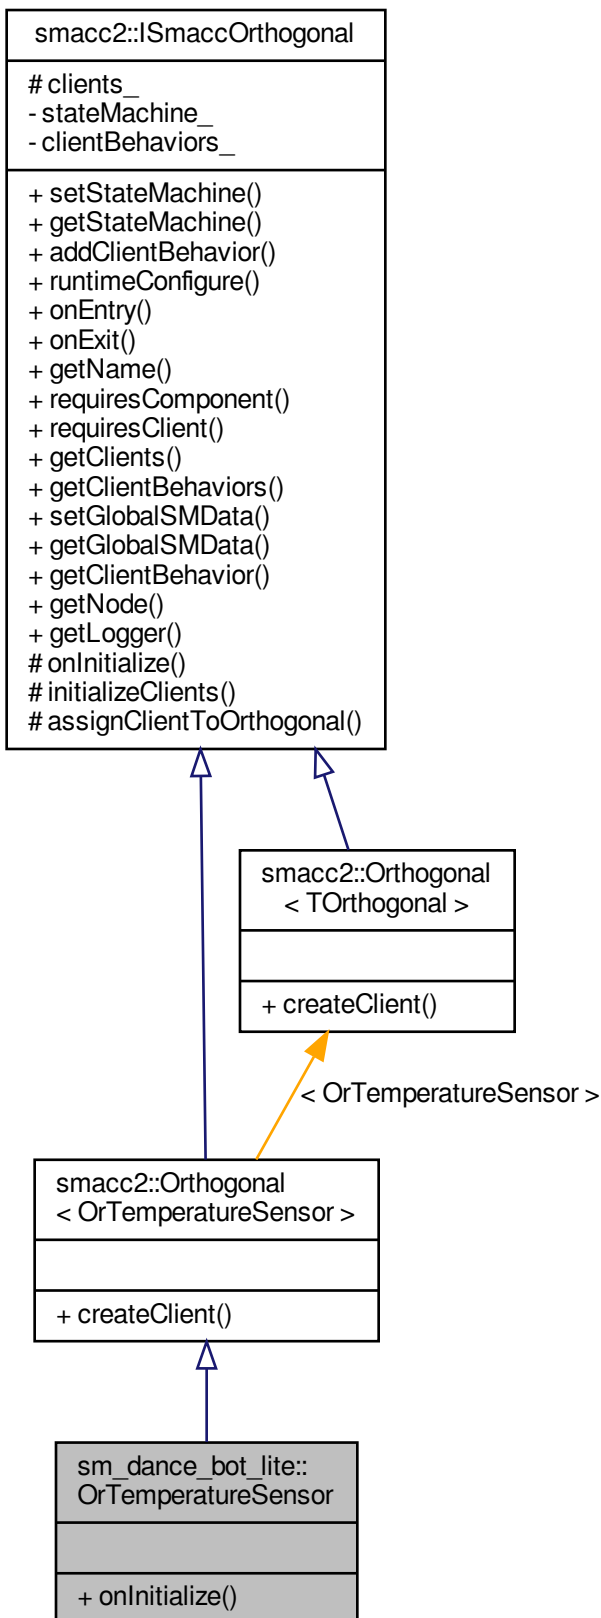 smacc2::ISmaccOrthogonal
# clients_
- stateMachine_
- clientBehaviors_
+ setStateMachine()
+ getStateMachine()
+ addClientBehavior()
+ runtimeConfigure()
+ onEntry()
+ onExit()
+ getName()
+ requiresComponent()
+ requiresClient()
+ getClients()
+ getClientBehaviors()
+ setGlobalSMData()
+ getGlobalSMData()
+ getClientBehavior()
+ getNode()
+ getLogger()
# onInitialize()
# initializeClients()
# assignClientToOrthogonal()
smacc2::Orthogonal
< TOrthogonal >
+ createClient()
< OrTemperatureSensor >
smacc2::Orthogonal
< OrTemperatureSensor >
+ createClient()
sm_dance_bot_lite::
OrTemperatureSensor
+ onInitialize()